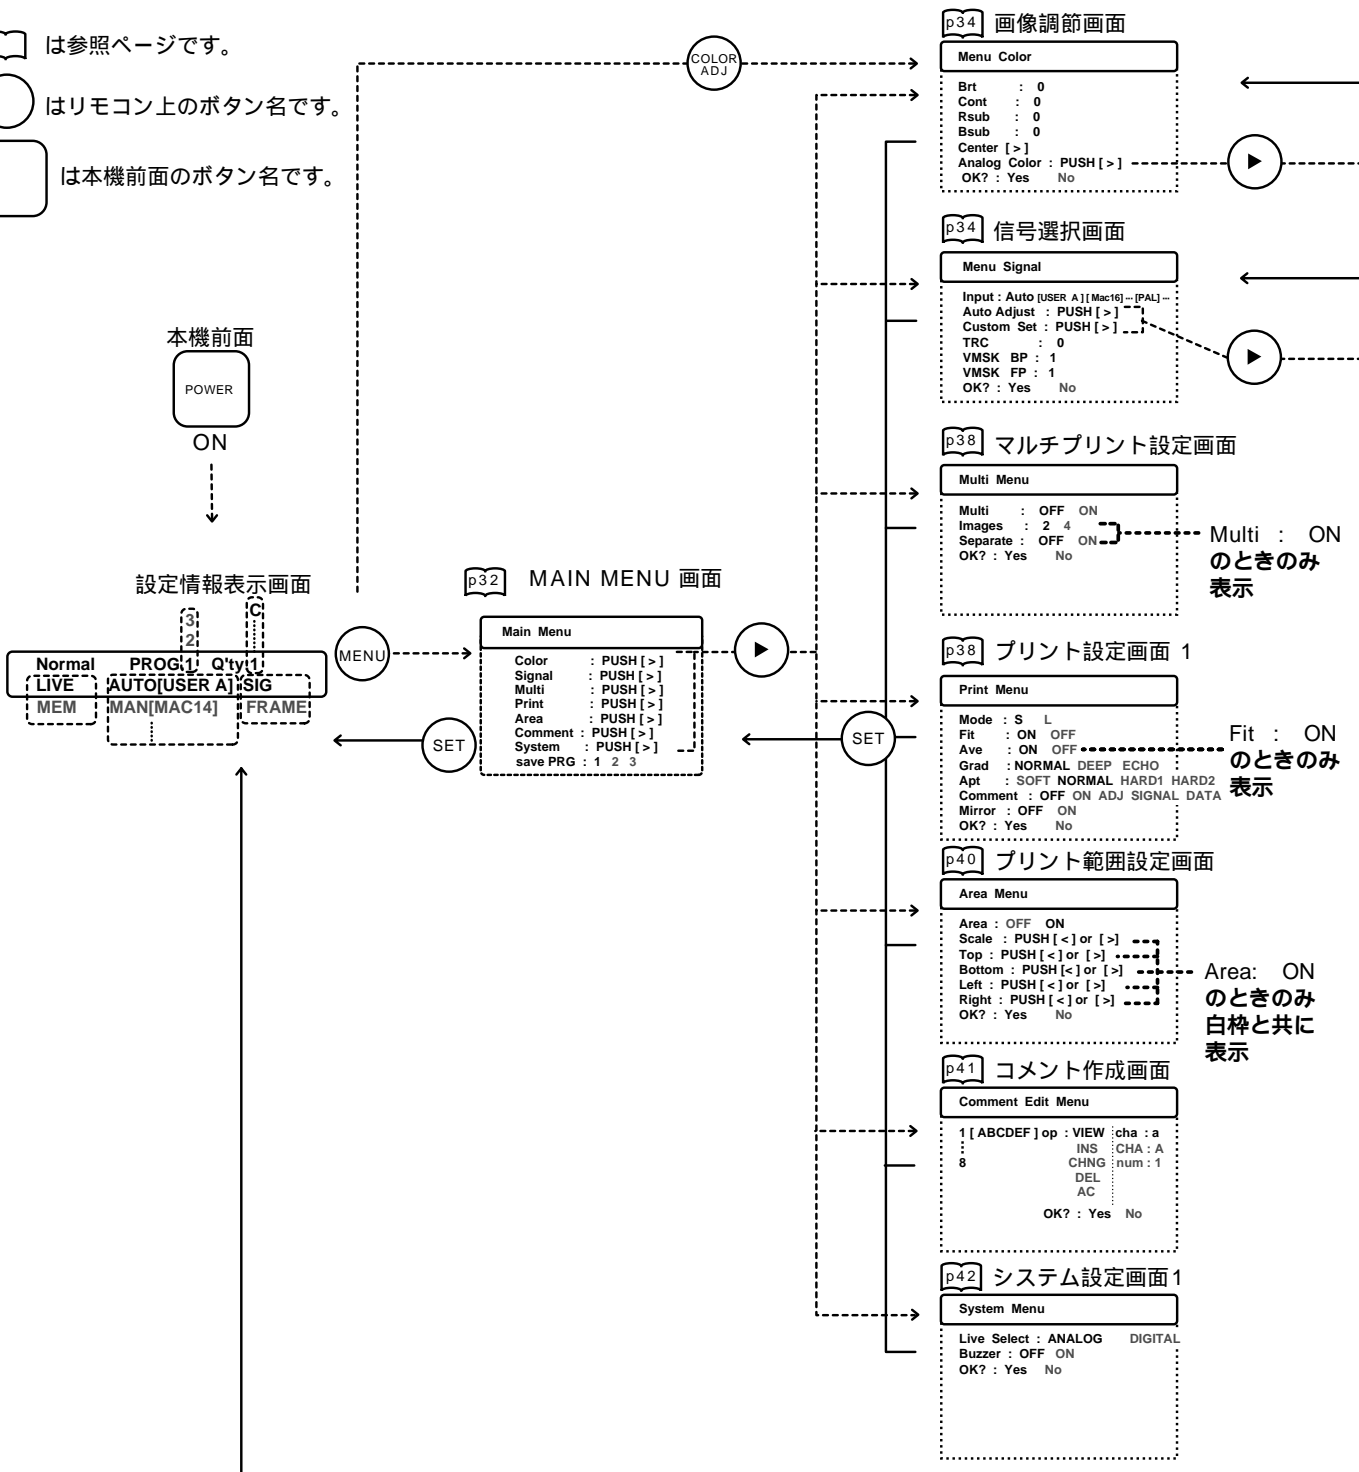 は参照ページです。
はリモコン上のボタン名です。
は本機前面のボタン名です。
COLOR
ADJ
本機前面
POWER
ON
設定情報表示画面
3
2
C
Normal PROG 1 Q'ty 1
LIVE AUTO[USER A] SIG
MEM MAN[MAC14] FRAME
MENU
SET
p32 MAIN MENU 画面
Main Menu
Color : PUSH [ > ]
Signal : PUSH [ > ]
Multi : PUSH [ > ]
Print : PUSH [ > ]
Area : PUSH [ > ]
Comment : PUSH [ > ]
System : PUSH [ > ]
save PRG : 1 2 3
SET
p34 画像調節画面
Menu Color
Brt : 0
Cont : 0
Rsub : 0
Bsub : 0
Center [ > ]
Analog Color : PUSH [ > ]
OK? : Yes No
p34 信号選択画面
Menu Signal
Input : Auto [USER A ] [ Mac16] ··· [PAL] ···
Auto Adjust : PUSH [ > ]
Custom Set : PUSH [ > ]
TRC : 0
VMSK BP : 1
VMSK FP : 1
OK? : Yes No
p38 マルチプリント設定画面
Multi Menu
Multi : OFF ON
Images : 2 4
Separate : OFF ON
OK? : Yes No
Multi : ON
のときのみ
表示
p38 プリント設定画面 1
Print Menu
Mode : S L
Fit : ON OFF
Ave : ON OFF
Grad : NORMAL DEEP ECHO
Apt : SOFT NORMAL HARD1 HARD2
Comment : OFF ON ADJ SIGNAL DATA
Mirror : OFF ON
OK? : Yes No
Fit : ON
のときのみ
表示
p40 プリント範囲設定画面
Area Menu
Area : OFF ON
Scale : PUSH [ < ] or [ >]
Top : PUSH [ < ] or [ >]
Bottom : PUSH [ < ] or [ >]
Left : PUSH [ < ] or [ >]
Right : PUSH [ < ] or [ >]
OK? : Yes No
Area: ON
のときのみ
白枠と共に
表示
p41 コメント作成画面
Comment Edit Menu
1 [ ABCDEF ] op : VIEW cha : a
INS CHA : A
8 CHNG num : 1
DEL
AC
OK? : Yes No
p42 システム設定画面1
System Menu
Live Select : ANALOG DIGITAL
Buzzer : OFF ON
OK? : Yes No